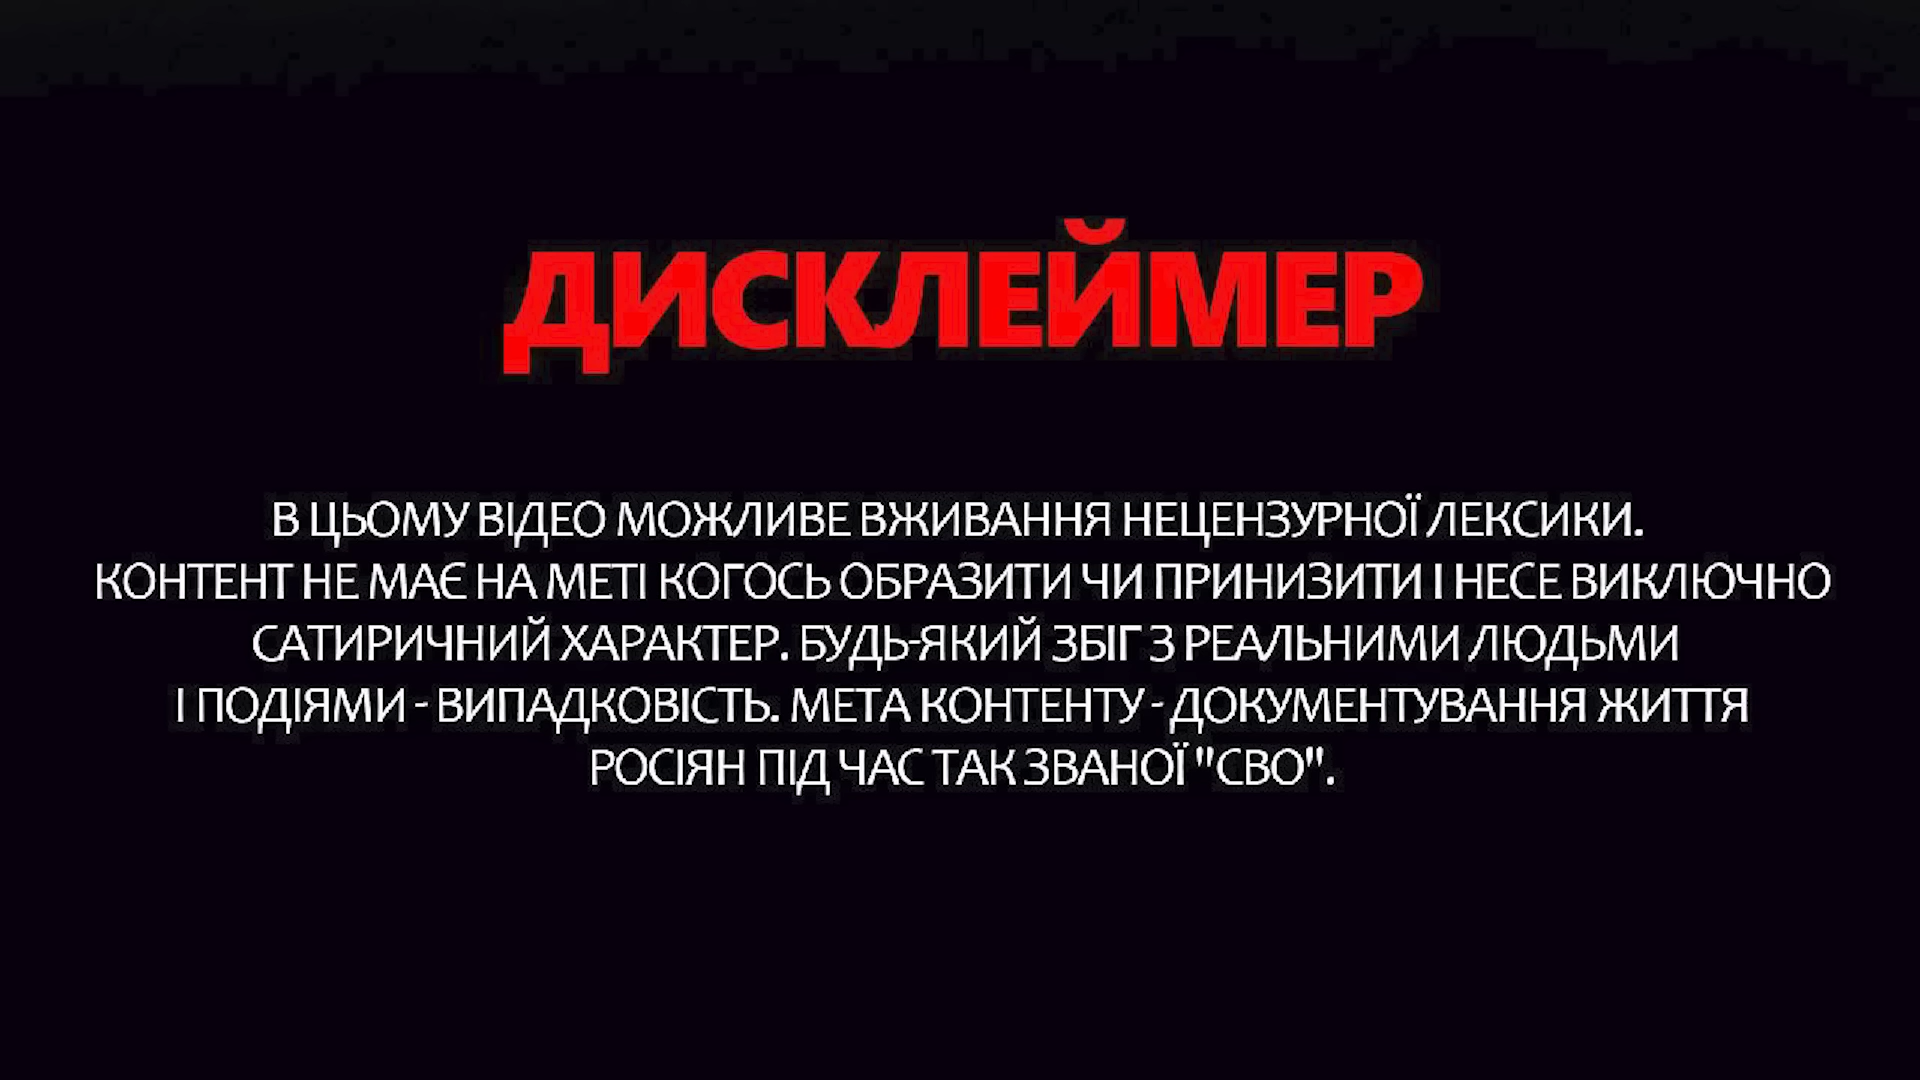 ДИСКЛЕЙМЕР
В ЦЬОМУ ВІДЕО МОЖЛИВЕ ВЖИВАННЯ НЕЦЕНЗУРНОЇ ЛЕКСИКИ.
КОНТЕНТ НЕ МАЄ НА МЕТІ КОГОСЬ ОБРАЗИТИ ЧИ ПРИНИЗИТИ І НЕСЕ ВИКЛЮЧНО
САТИРИЧНИЙ ХАРАКТЕР. БУДЬ-ЯКИЙ ЗБІГ З РЕАЛЬНИМИ ЛЮДЬМИ
І ПОДІЯМИ - ВИПАДКОВІСТЬ. МЕТА КОНТЕНТУ - ДОКУМЕНТУВАННЯ ЖИТТЯ
РОСІЯН ПІД ЧАС ТАК ЗВАНОЇ "СВО".